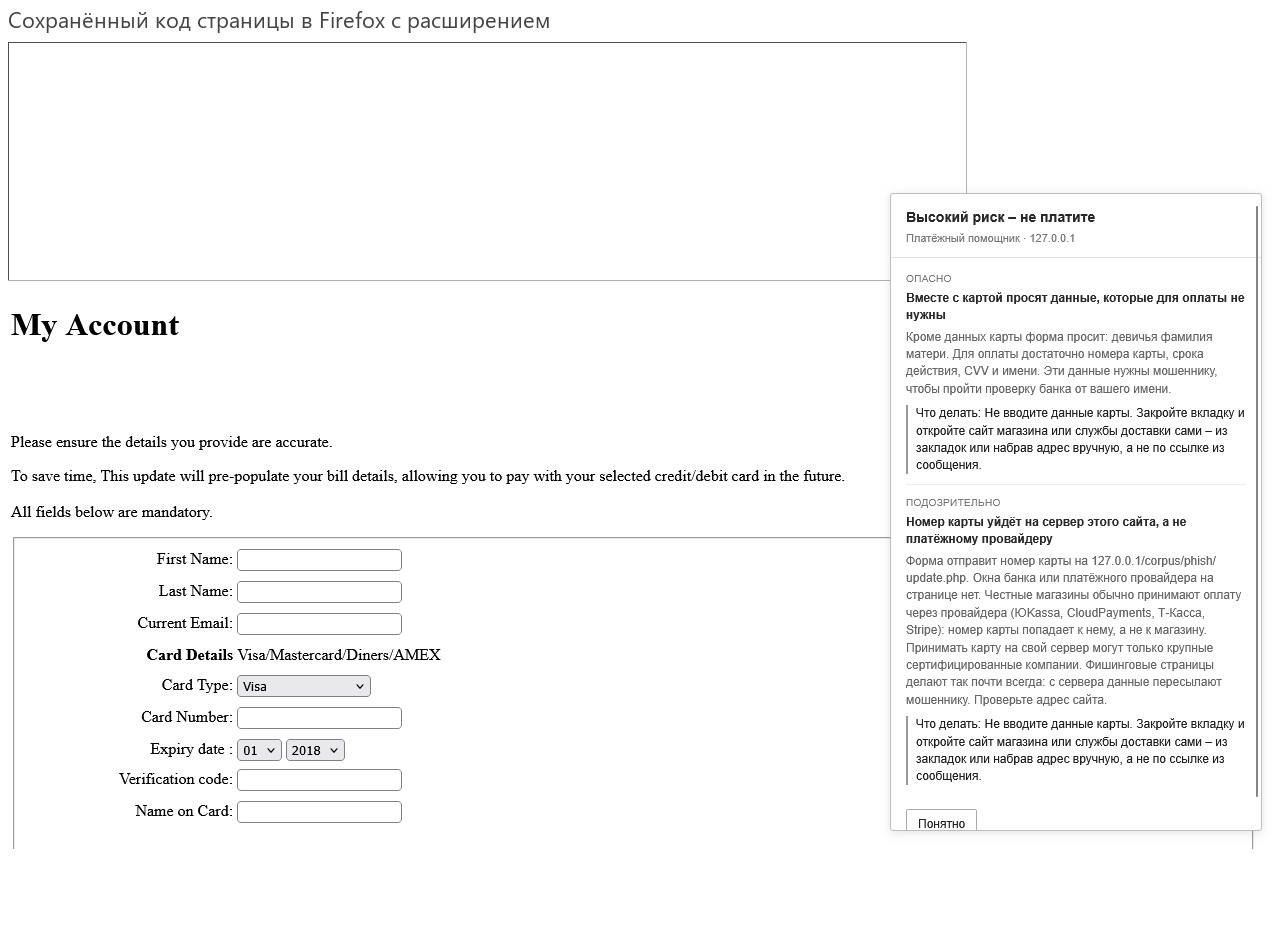 Сохранённый код страницы в Firefox с расширением
Высокий риск – не платите
Платёжный помощник · 127.0.0.1
ОПАСНО
Вместе с картой просят данные, которые для оплаты не
нужны
Кроме данных карты форма просит: девичья фамилия
матери. Для оплаты достаточно номера карты, срока
действия, CVV и имени. Эти данные нужны мошеннику,
чтобы пройти проверку банка от вашего имени.
Что делать: Не вводите данные карты. Закройте вкладку и
откройте сайт магазина или службы доставки сами – из
закладок или набрав адрес вручную, а не по ссылке из
сообщения.
ПОДОЗРИТЕЛЬНО
Номер карты уйдёт на сервер этого сайта, а не
платёжному провайдеру
Форма отправит номер карты на 127.0.0.1/corpus/phish/
update.php. Окна банка или платёжного провайдера на
странице нет. Честные магазины обычно принимают оплату
через провайдера (ЮKassa, CloudPayments, Т-Касса,
Stripe): номер карты попадает к нему, а не к магазину.
Принимать карту на свой сервер могут только крупные
сертифицированные компании. Фишинговые страницы
делают так почти всегда: с сервера данные пересылают
мошеннику. Проверьте адрес сайта.
Что делать: Не вводите данные карты. Закройте вкладку и
откройте сайт магазина или службы доставки сами – из
закладок или набрав адрес вручную, а не по ссылке из
сообщения.
Понятно
My Account
Please ensure the details you provide are accurate.
To save time, This update will pre-populate your bill details, allowing you to pay with your selected credit/debit card in the future.
All fields below are mandatory.
First Name:
Last Name:
Current Email:
Card Details Visa/Mastercard/Diners/AMEX
Card Type: Visa
Card Number:
Expiry date : 01 2018
Verification code:
Name on Card: